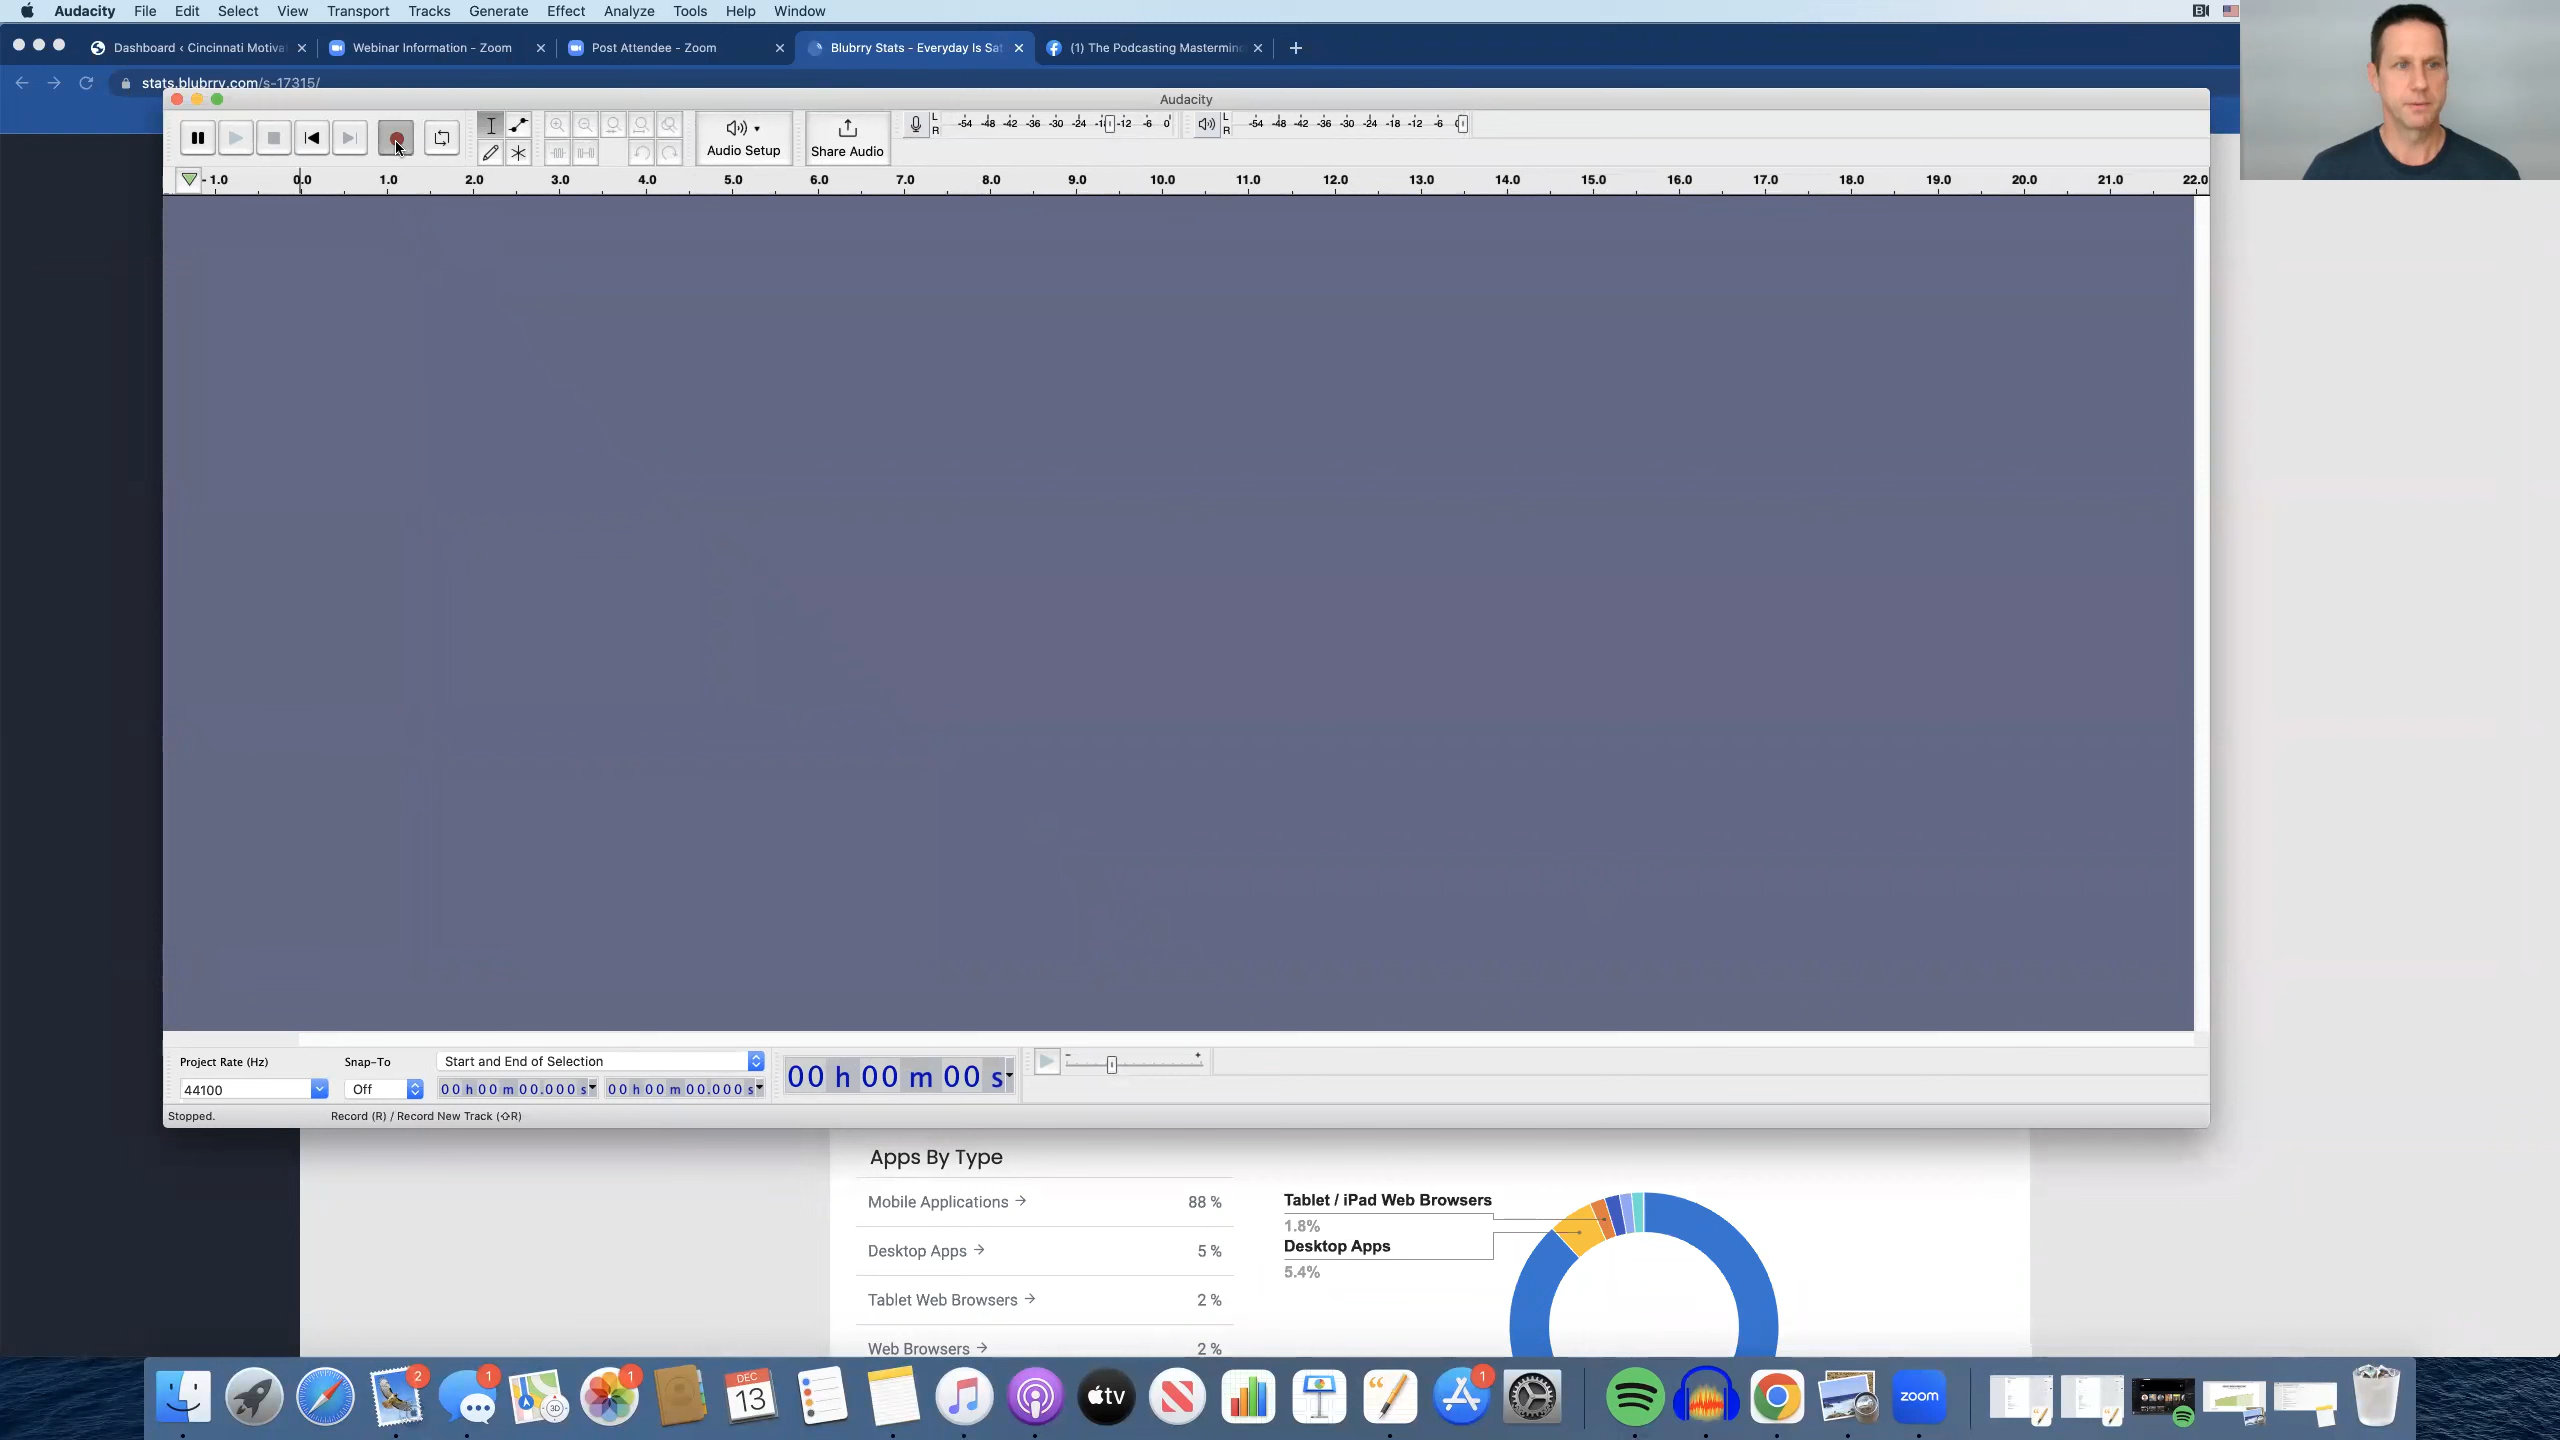 Audacity File Edit Select View Transport Tracks Generate Effect Analyze Tools Help Window
Dashboard ‹ Cincinnati Motiva
Webinar Information - Zoom
Post Attendee - Zoom
Blubrry Stats - Everyday Is Sat
(1) The Podcasting Mastermin
stats.blubrry.com/s-17315/
Audacity
Audio Setup
Share Audio
L
R
-54 -48 -42 -36 -30 -24 -12 -6 0
L
R
-54 -48 -42 -36 -30 -24 -18 -12 -6
-1.0 0.0 1.0 2.0 3.0 4.0 5.0 6.0 7.0 8.0 9.0 10.0 11.0 12.0 13.0 14.0 15.0 16.0 17.0 18.0 19.0 20.0 21.0 22.0
Project Rate (Hz)
Snap-To
Start and End of Selection
44100
Off
00 h 00 m 00.000 s
00 h 00 m 00.000 s
00 h 00 m 00 s
- +
Stopped.
Record (R) / Record New Track (⇧R)
Apps By Type
Mobile Applications → 88 %
Desktop Apps → 5 %
Tablet Web Browsers → 2 %
Web Browsers → 2 %
Tablet / iPad Web Browsers
1.8%
Desktop Apps
5.4%
2
1
3D
1
DEC
13
tv
1
zoom